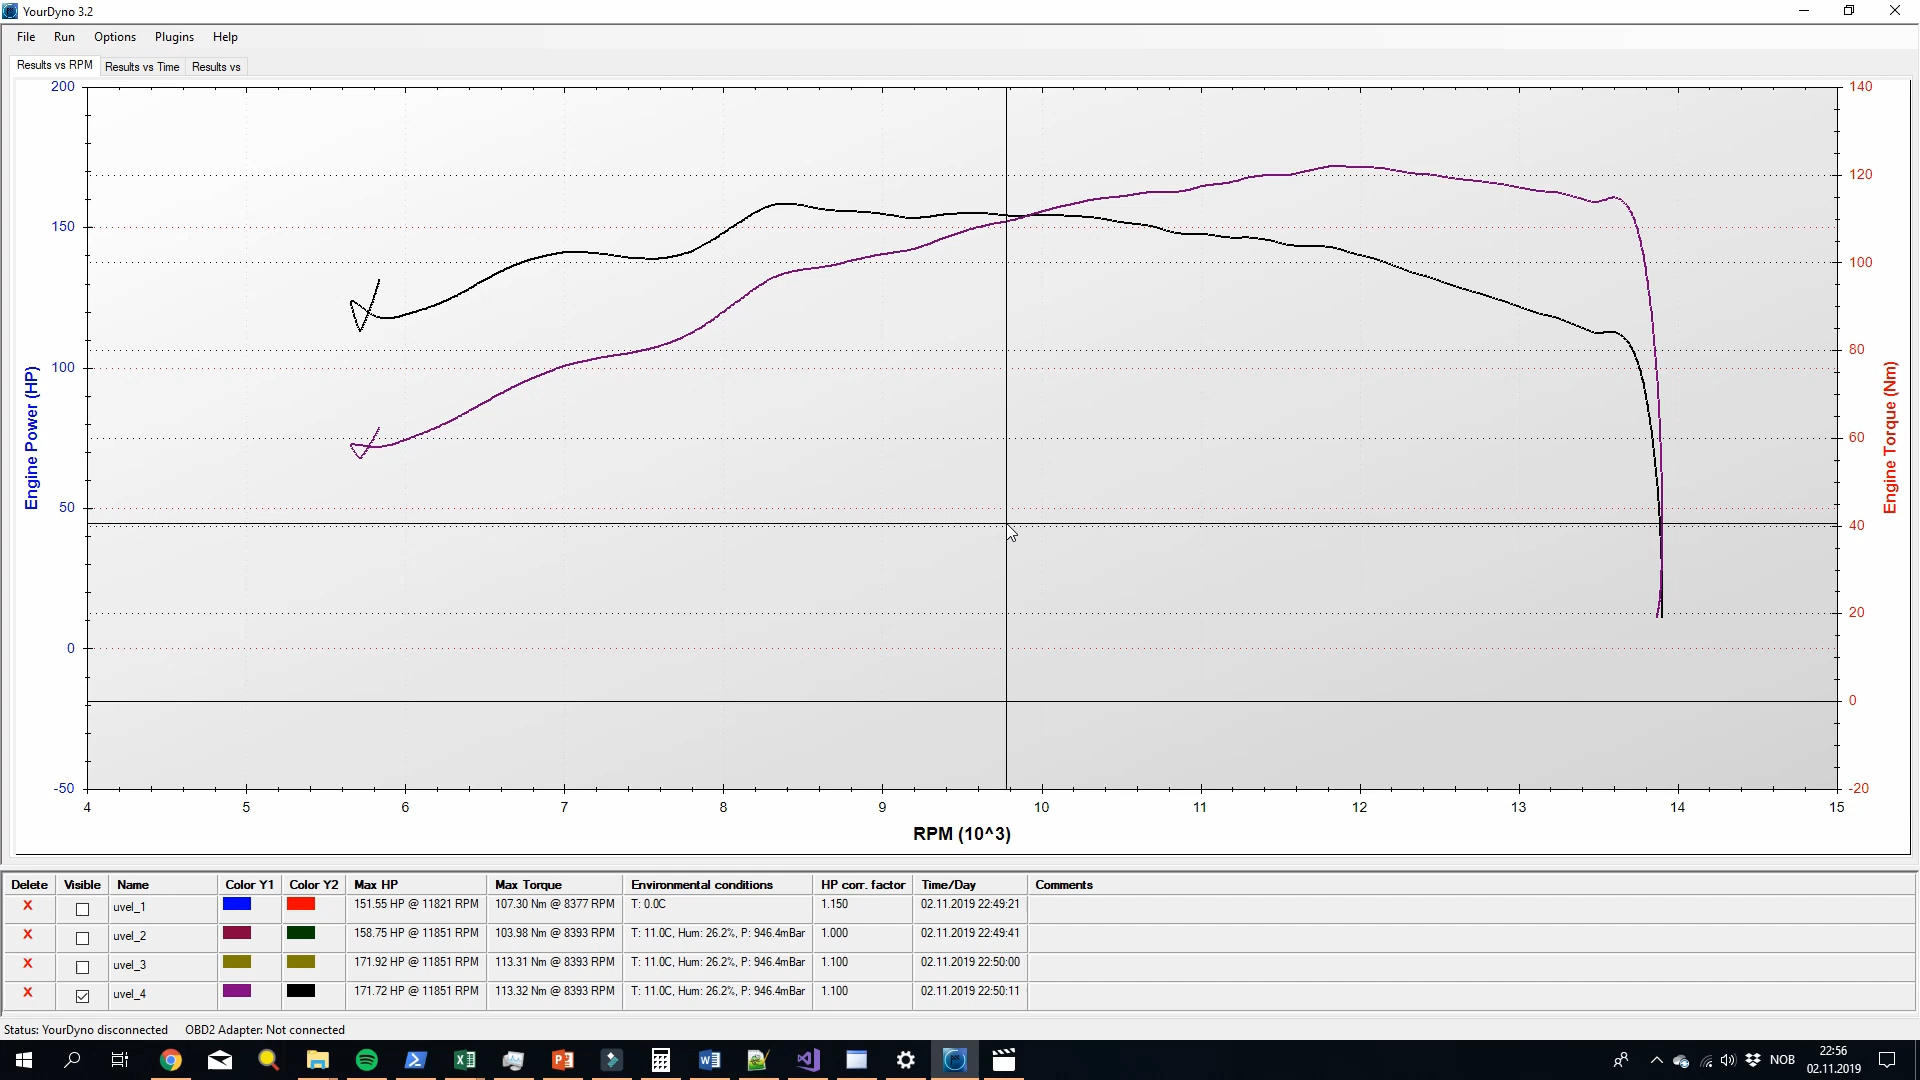 YourDyno 3.2
File Run Options Plugins Help
Results vs RPM Results vs Time Results vs
200 140
120
150
100
100 80
60
50
40
20
0
0
-50 -20
4 5 6 7 8 9 10 11 12 13 14 15
Engine Power (HP)
Engine Torque (Nm)
RPM (10^3)
Delete Visible Name Color Y1 Color Y2 Max HP Max Torque Environmental conditions HP corr. factor Time/Day Comments
X uvel_1 151.55 HP @ 11821 RPM 107.30 Nm @ 8377 RPM T: 0.0C 1.150 02.11.2019 22:49:21
X uvel_2 158.75 HP @ 11851 RPM 103.98 Nm @ 8393 RPM T: 11.0C, Hum: 26.2%, P: 946.4mBar 1.000 02.11.2019 22:49:41
X uvel_3 171.92 HP @ 11851 RPM 113.31 Nm @ 8393 RPM T: 11.0C, Hum: 26.2%, P: 946.4mBar 1.100 02.11.2019 22:50:00
X uvel_4 171.72 HP @ 11851 RPM 113.32 Nm @ 8393 RPM T: 11.0C, Hum: 26.2%, P: 946.4mBar 1.100 02.11.2019 22:50:11
Status: YourDyno disconnected OBD2 Adapter: Not connected
NOB 22:56
02.11.2019